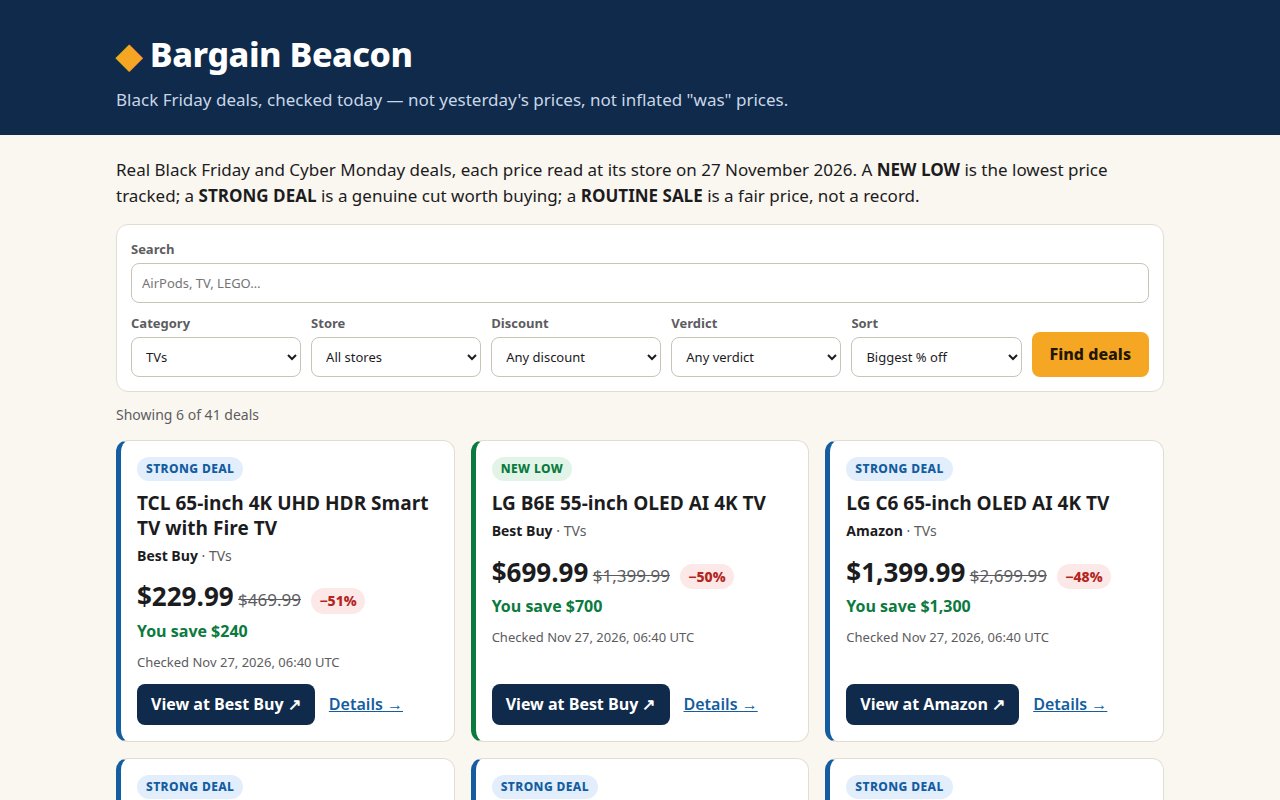 ◆ Bargain Beacon
Black Friday deals, checked today — not yesterday's prices, not inflated "was" prices.
Real Black Friday and Cyber Monday deals, each price read at its store on 27 November 2026. A NEW LOW is the lowest price
tracked; a STRONG DEAL is a genuine cut worth buying; a ROUTINE SALE is a fair price, not a record.
Search
AirPods, TV, LEGO...
Category Store Discount Verdict Sort
TVs All stores Any discount Any verdict Biggest % off Find deals
Showing 6 of 41 deals
STRONG DEAL
TCL 65-inch 4K UHD HDR Smart
TV with Fire TV
Best Buy · TVs
$229.99 $469.99 −51%
You save $240
Checked Nov 27, 2026, 06:40 UTC
View at Best Buy ↗ Details →
NEW LOW
LG B6E 55-inch OLED AI 4K TV
Best Buy · TVs
$699.99 $1,399.99 −50%
You save $700
Checked Nov 27, 2026, 06:40 UTC
View at Best Buy ↗ Details →
STRONG DEAL
LG C6 65-inch OLED AI 4K TV
Amazon · TVs
$1,399.99 $2,699.99 −48%
You save $1,300
Checked Nov 27, 2026, 06:40 UTC
View at Amazon ↗ Details →
STRONG DEAL
STRONG DEAL
STRONG DEAL